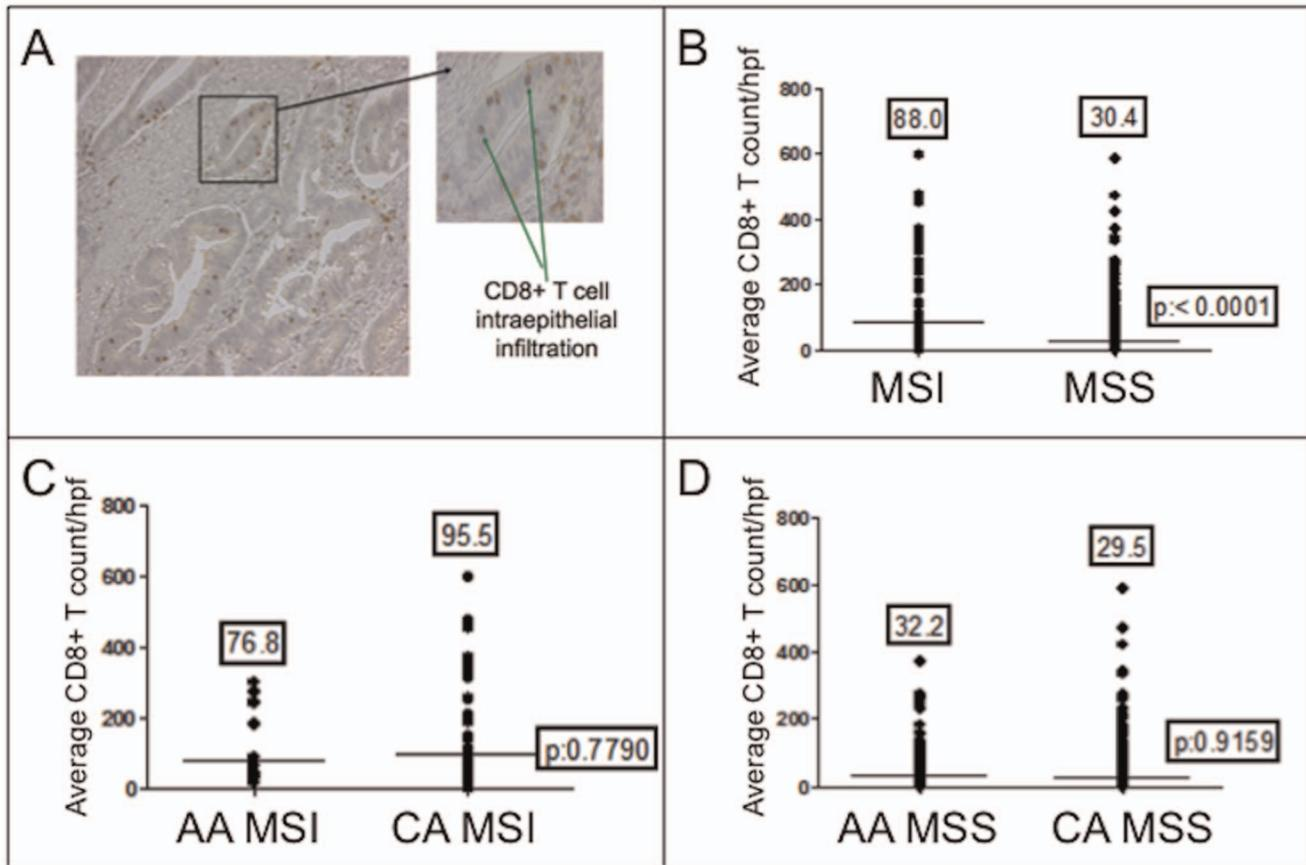 A
CD8+ T cell
intraepithelial
infiltration
B
Average CD8+ T count/hpf
800
600
400
200
0
88.0
30.4
p:< 0.0001
MSI
MSS
C
Average CD8+ T count/hpf
800
600
400
200
0
76.8
95.5
p:0.7790
AA MSI
CA MSI
D
Average CD8+ T count/hpf
800
600
400
200
0
32.2
29.5
p:0.9159
AA MSS
CA MSS